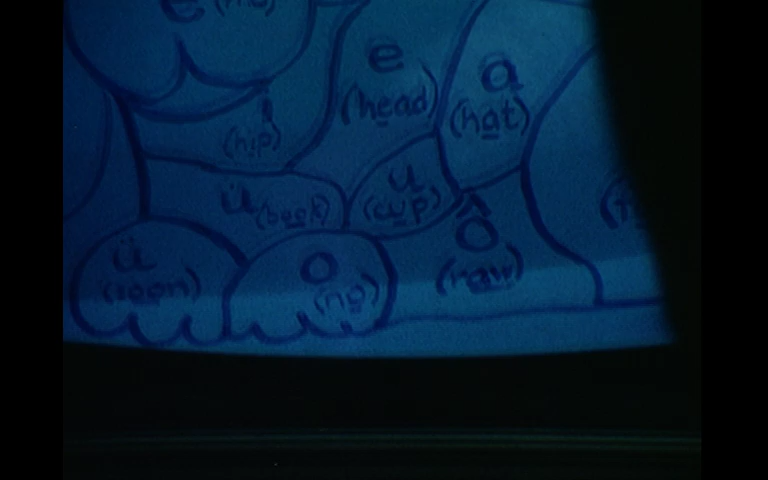 e
e
(head)
a
(hat)
i
(hip)
u̇
(book)
u
(cup)
ô
(raw)
ü
(soon)
o
(no)